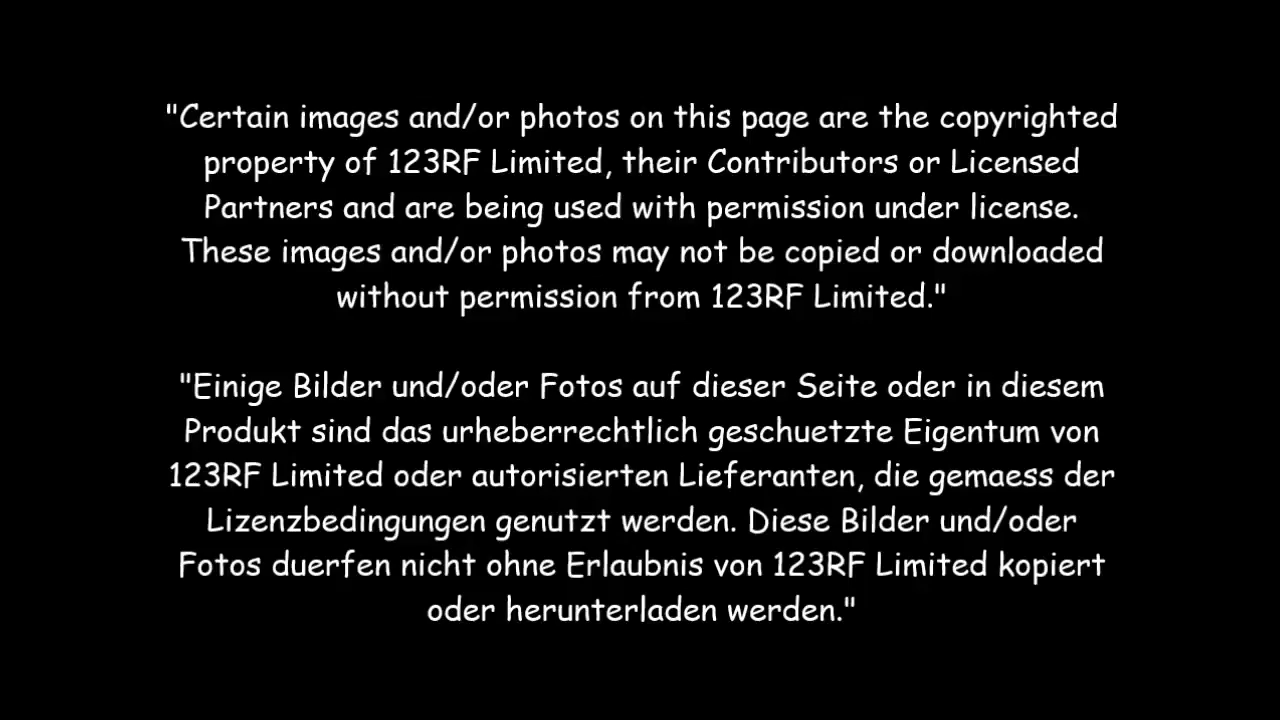 "Certain images and/or photos on this page are the copyrighted
property of 123RF Limited, their Contributors or Licensed
Partners and are being used with permission under license.
These images and/or photos may not be copied or downloaded
without permission from 123RF Limited."
"Einige Bilder und/oder Fotos auf dieser Seite oder in diesem
Produkt sind das urheberrechtlich geschuetzte Eigentum von
123RF Limited oder autorisierten Lieferanten, die gemaess der
Lizenzbedingungen genutzt werden. Diese Bilder und/oder
Fotos duerfen nicht ohne Erlaubnis von 123RF Limited kopiert
oder herunterladen werden."